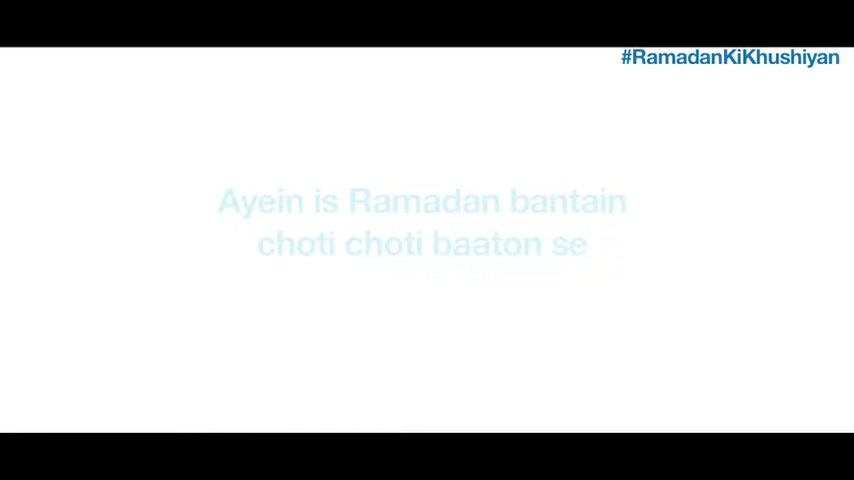 #RamadanKiKhushiyan
Ayein is Ramadan bantain
choti choti baaton se